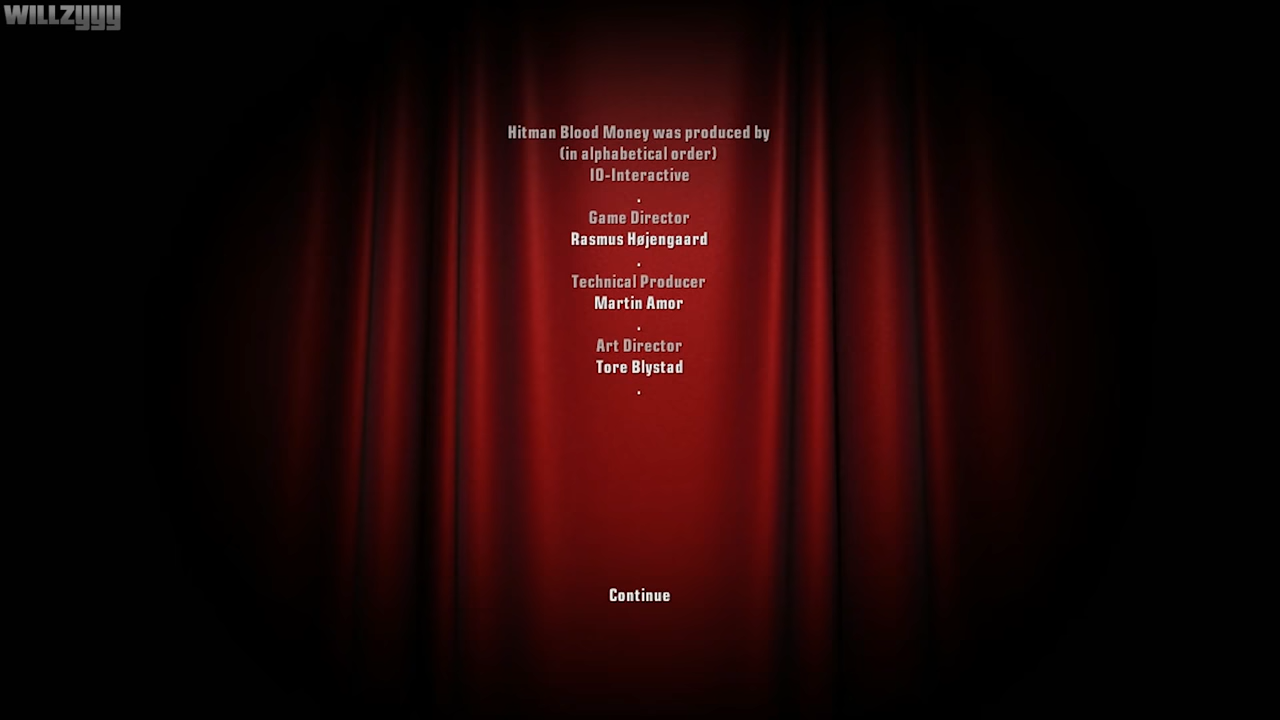 WILLZyyy
Hitman Blood Money was produced by
(in alphabetical order)
IO-Interactive
.
Game Director
Rasmus Højengaard
.
Technical Producer
Martin Amor
.
Art Director
Tore Blystad
.
Continue